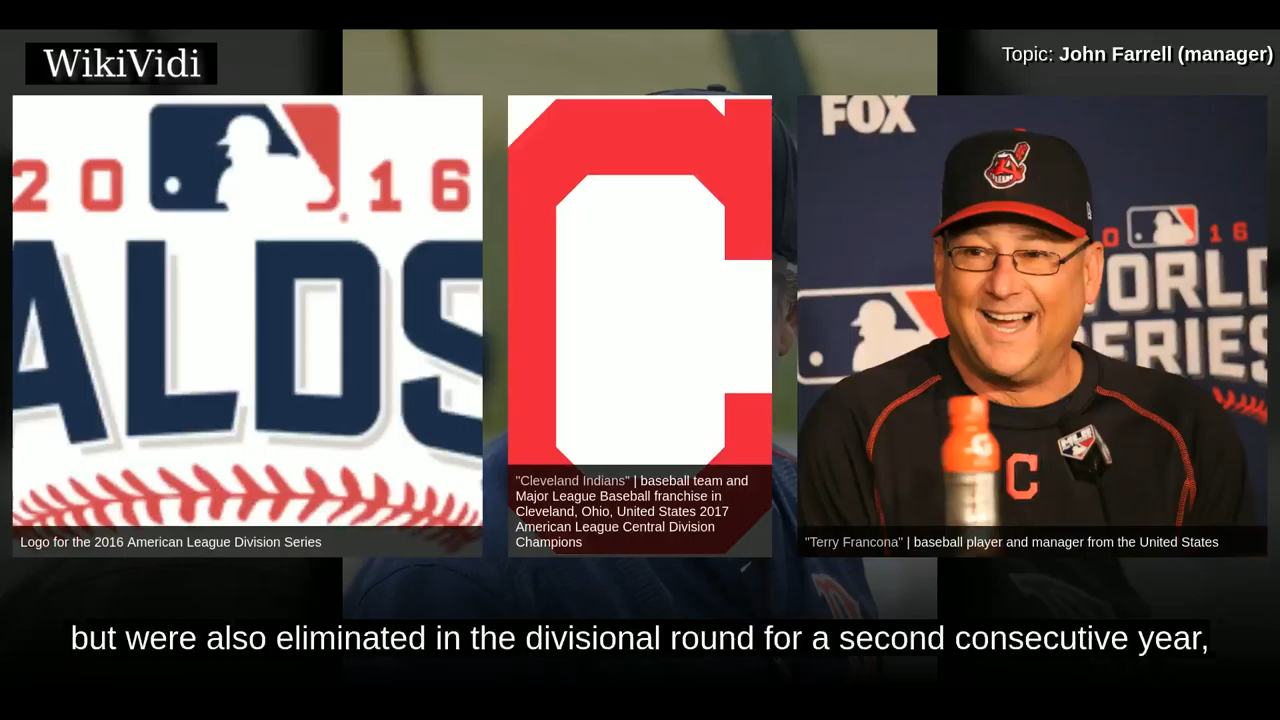 WikiVidi
Topic: John Farrell (manager)
2016
ALDS
Logo for the 2016 American League Division Series
C
"Cleveland Indians" | baseball team and
Major League Baseball franchise in
Cleveland, Ohio, United States 2017
American League Central Division
Champions
FOX
0 16
WORLD
SERIES
G
MLB
C
"Terry Francona" | baseball player and manager from the United States
but were also eliminated in the divisional round for a second consecutive year,